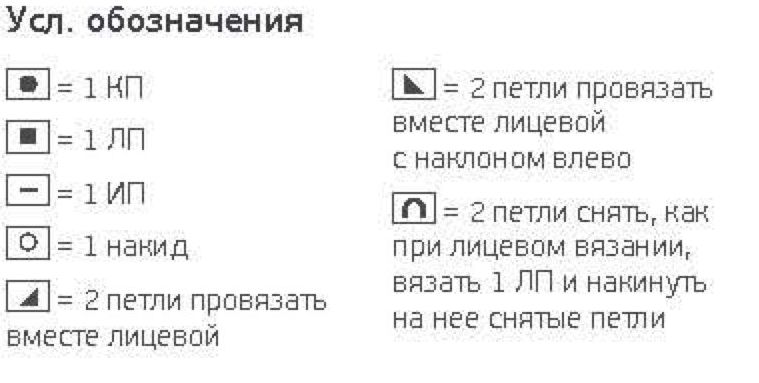 Усл. обозначения
= 1 КП
= 1 ЛП
= 1 ИП
= 1 накид
= 2 петли провязать
вместе лицевой
= 2 петли провязать
вместе лицевой
с наклоном влево
= 2 петли снять, как
при лицевом вязании,
вязать 1 ЛП и накинуть
на нее снятые петли